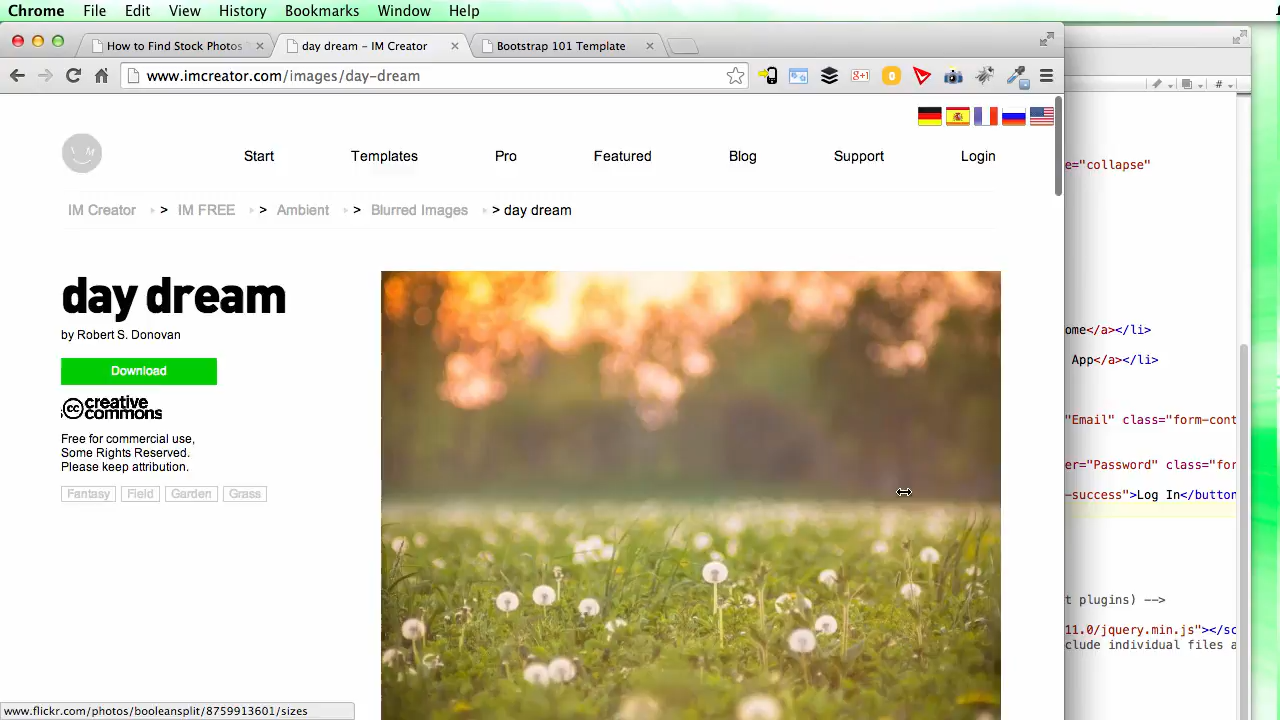 Chrome File Edit View History Bookmarks Window Help
How to Find Stock Photos
day dream – IM Creator
Bootstrap 101 Template
www.imcreator.com/images/day-dream
Start Templates Pro Featured Blog Support Login
IM Creator > IM FREE > Ambient > Blurred Images > day dream
day dream
by Robert S. Donovan
Download
cc creative commons
Free for commercial use,
Some Rights Reserved.
Please keep attribution.
Fantasy Field Garden Grass
www.flickr.com/photos/booleansplit/8759913601/sizes
#
="collapse"
ome</a></li>
App</a></li>
"Email" class="form-cont
er="Password" class="for
-success">Log In</button
t plugins) -->
11.0/jquery.min.js"></sc
clude individual files a